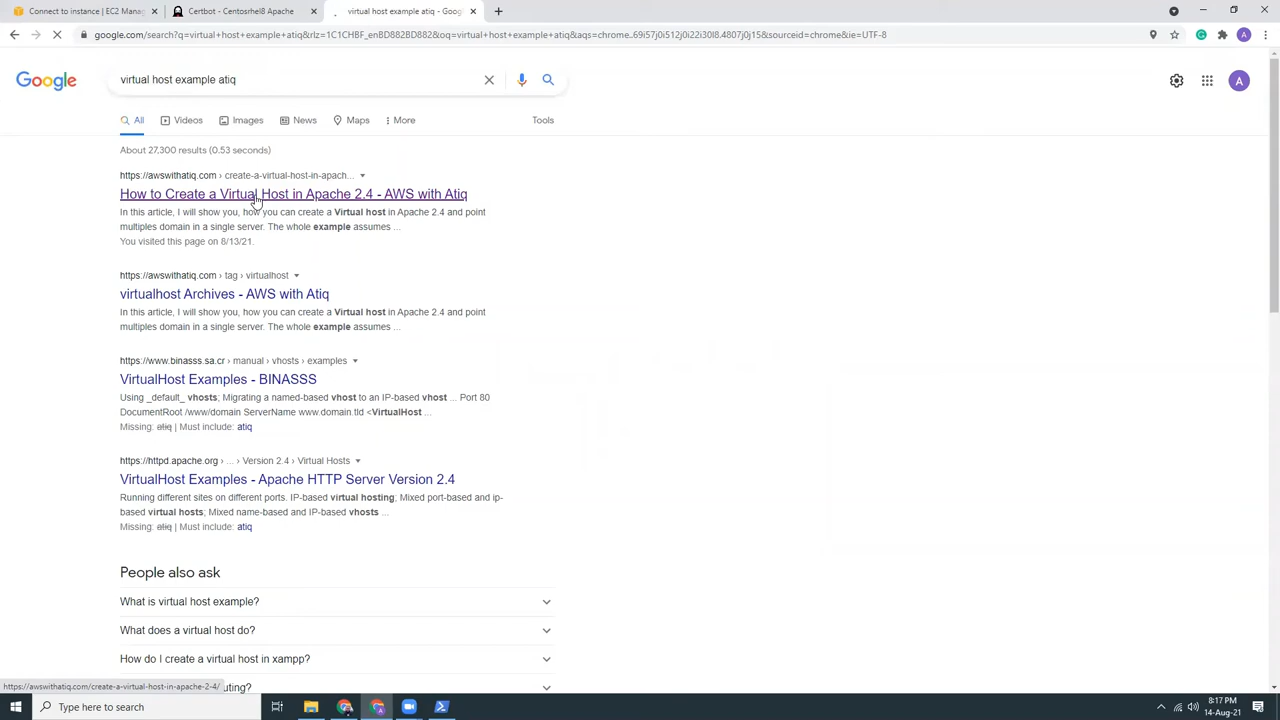 Connect to instance | EC2 Manag
Certbot - Centosrhel8 Apache
virtual host example atiq - Goog
google.com/search?q=virtual+host+example+atiq&rlz=1C1CHBF_enBD882BD882&oq=virtual+host+example+atiq&aqs=chrome..69i57j0i512j0i22i30l8.4807j0j15&sourceid=chrome&ie=UTF-8
A
Google
virtual host example atiq
A
All
Videos
Images
News
Maps
More
Tools
About 27,300 results (0.53 seconds)
https://awswithatiq.com › create-a-virtual-host-in-apach...
How to Create a Virtual Host in Apache 2.4 - AWS with Atiq
In this article, I will show you, how you can create a Virtual host in Apache 2.4 and point
multiples domain in a single server. The whole example assumes ...
You visited this page on 8/13/21.
https://awswithatiq.com › tag › virtualhost
virtualhost Archives - AWS with Atiq
In this article, I will show you, how you can create a Virtual host in Apache 2.4 and point
multiples domain in a single server. The whole example assumes ...
https://www.binasss.sa.cr › manual › vhosts › examples
VirtualHost Examples - BINASSS
Using _default_ vhosts; Migrating a named-based vhost to an IP-based vhost ... Port 80
DocumentRoot /www/domain ServerName www.domain.tld <VirtualHost ...
Missing: atiq | Must include: atiq
https://httpd.apache.org › ... › Version 2.4 › Virtual Hosts
VirtualHost Examples - Apache HTTP Server Version 2.4
Running different sites on different ports. IP-based virtual hosting; Mixed port-based and ip-
based virtual hosts; Mixed name-based and IP-based vhosts ...
Missing: atiq | Must include: atiq
People also ask
What is virtual host example?
What does a virtual host do?
How do I create a virtual host in xampp?
https://awswithatiq.com/create-a-virtual-host-in-apache-2-4/
uting?
Type here to search
8:17 PM
14-Aug-21